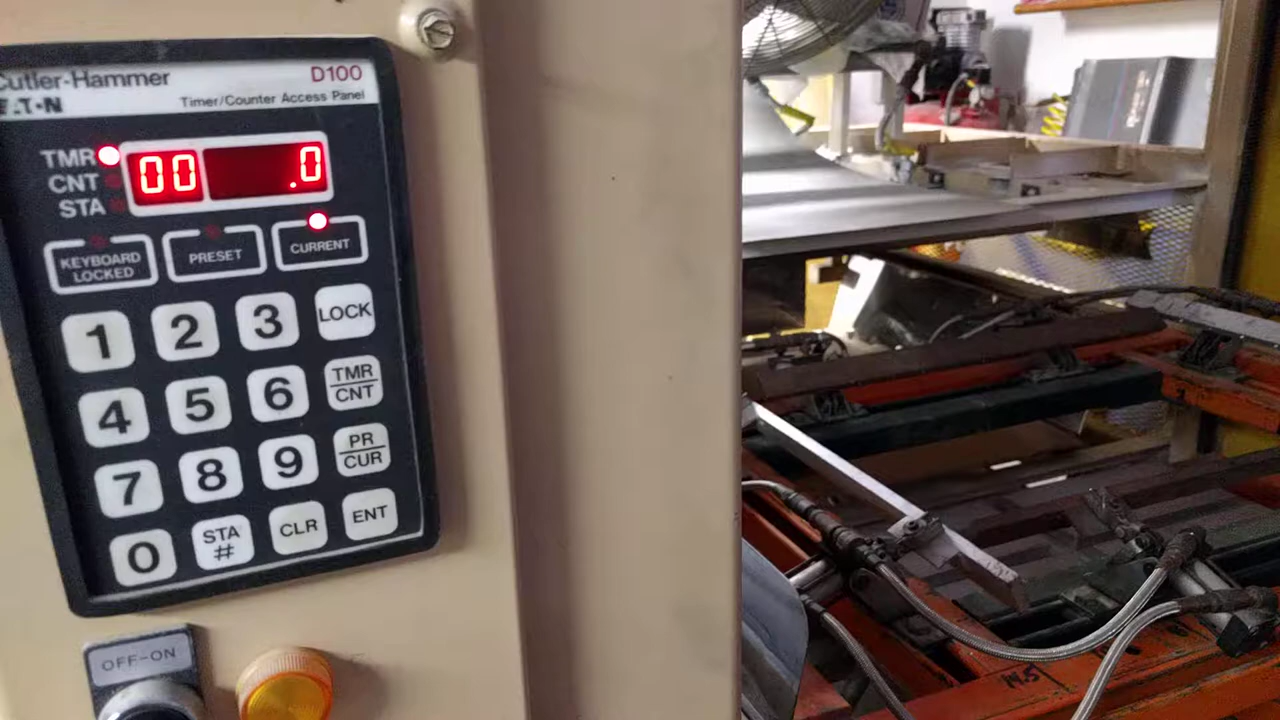 Cutler-Hammer D100
E.T•N Timer/Counter Access Panel
TMR 00 .0
CNT
STA
KEYBOARD LOCKED PRESET CURRENT
1 2 3 LOCK
4 5 6 TMR CNT
7 8 9 PR CUR
0 STA # CLR ENT
OFF-ON